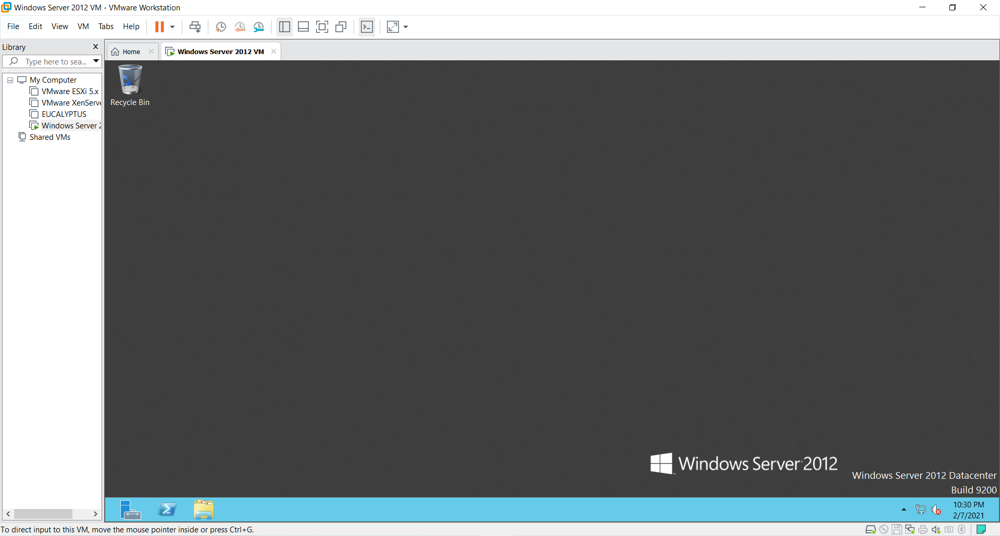 Windows Server 2012 VM - VMware Workstation
File Edit View VM Tabs Help
Library
Type here to sea...
My Computer
VMware ESXi 5.x
VMware XenServe
EUCALYPTUS
Windows Server 2
Shared VMs
Home
Windows Server 2012 VM
Recycle Bin
Windows Server 2012
Windows Server 2012 Datacenter
Build 9200
10:30 PM
2/7/2021
To direct input to this VM, move the mouse pointer inside or press Ctrl+G.